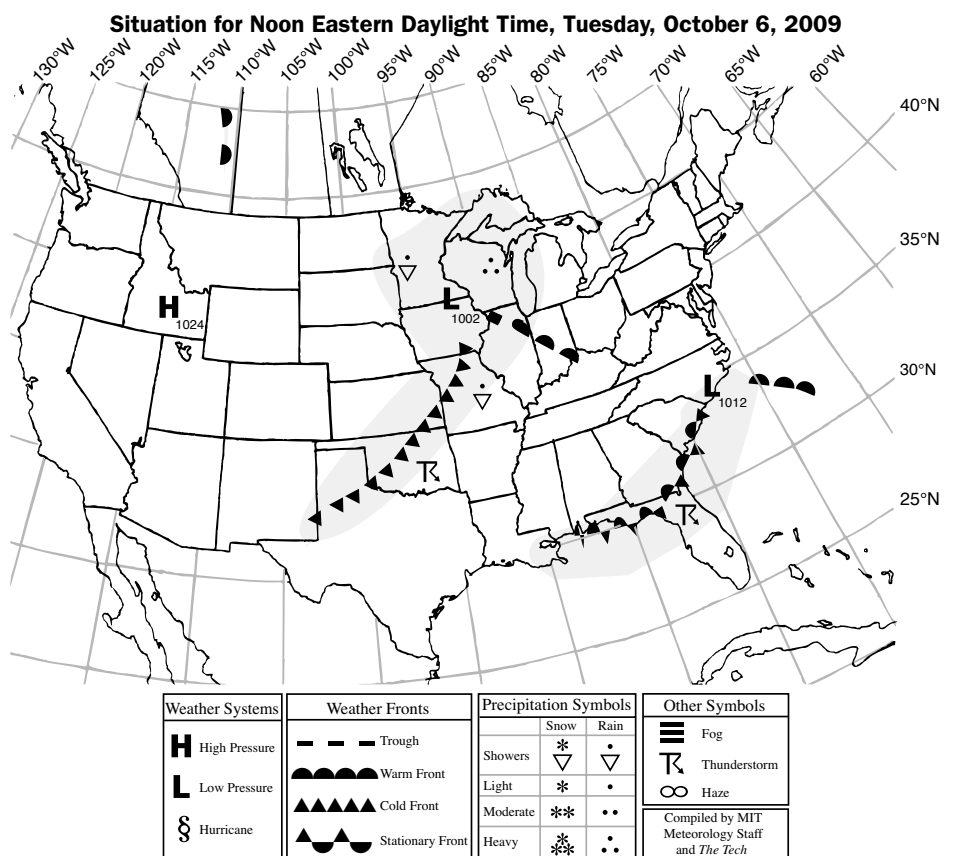 Situation for Noon Eastern Daylight Time, Tuesday, October 6, 2009
130°W 125°W 120°W 115°W 110°W 105°W 100°W 95°W 90°W 85°W 80°W 75°W 70°W 65°W 60°W
40°N
35°N
30°N
25°N
H
1024
L
1002
L
1012
Weather Systems
H High Pressure
L Low Pressure
§ Hurricane
Weather Fronts
Trough
Warm Front
Cold Front
Stationary Front
Precipitation Symbols
Snow Rain
Showers
Light
Moderate
Heavy
Other Symbols
Fog
Thunderstorm
Haze
Compiled by MIT
Meteorology Staff
and The Tech